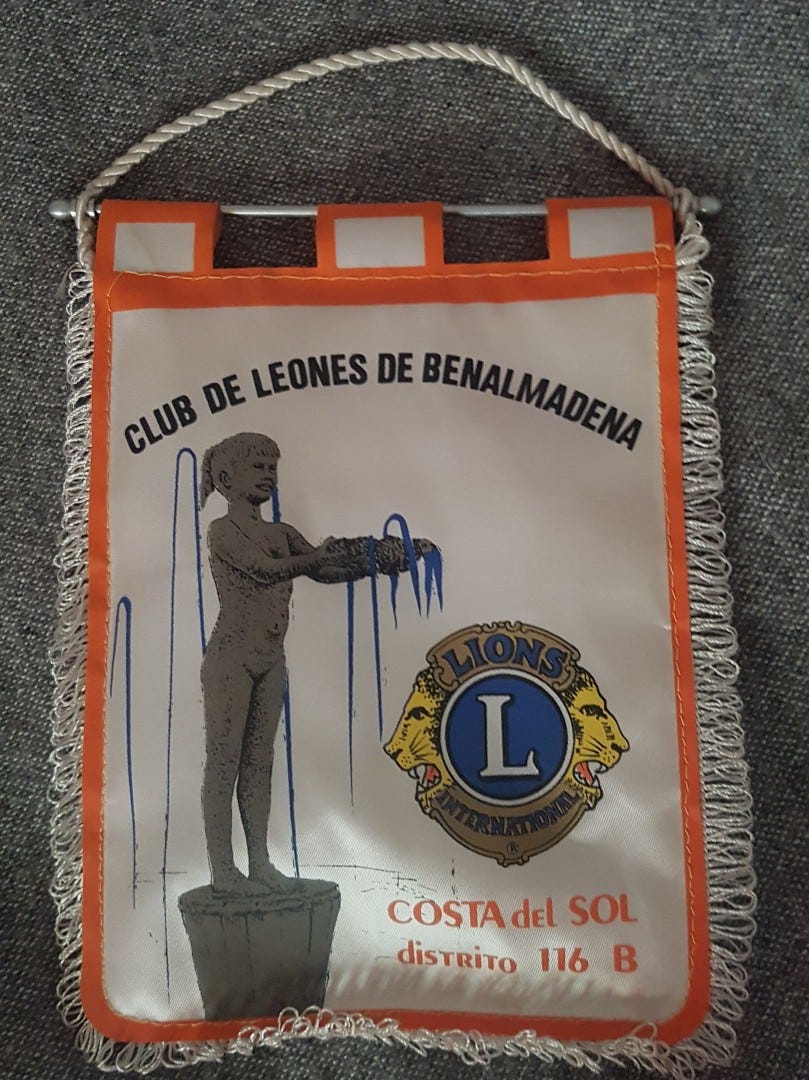 CLUB DE LEONES DE BENALMADENA
LIONS
L
INTERNATIONAL
®
COSTA del SOL
distrito 116 B